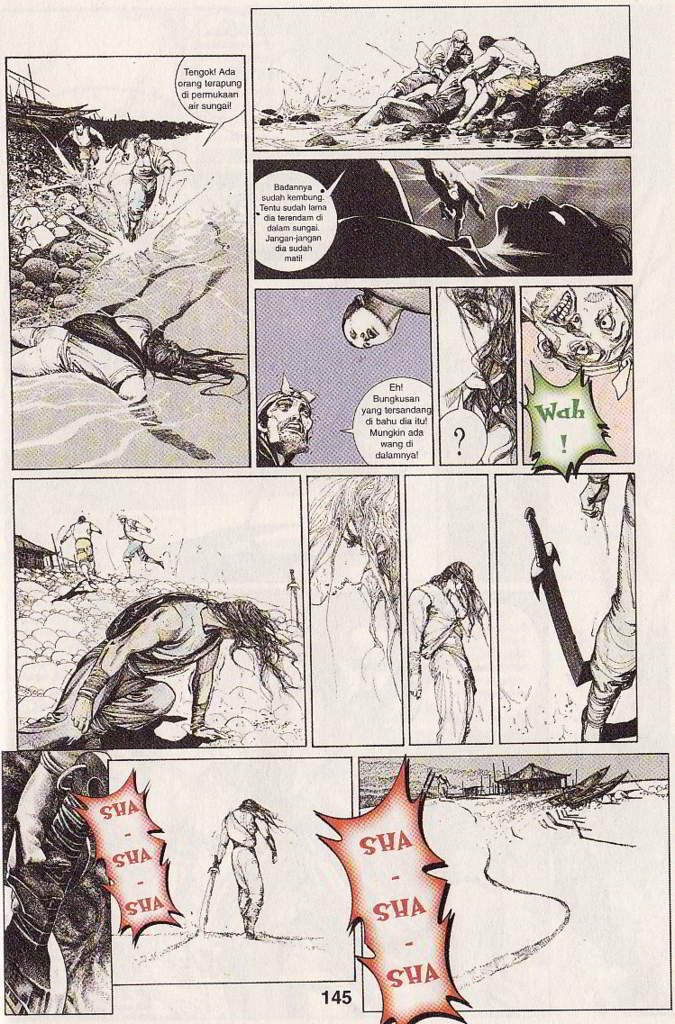 Tengok! Ada
orang terapung
di permukaan
air sungai!
Badannya
sudah kembung.
Tentu sudah lama
dia terendam di
dalam sungai.
Jangan-jangan
dia sudah
mati!
Eh!
Bungkusan
yang tersandang
di bahu dia itu!
Mungkin ada
wang di
dalamnya!
?
Wah
!
SHA
-
SHA
-
SHA
SHA
-
SHA
-
SHA
145